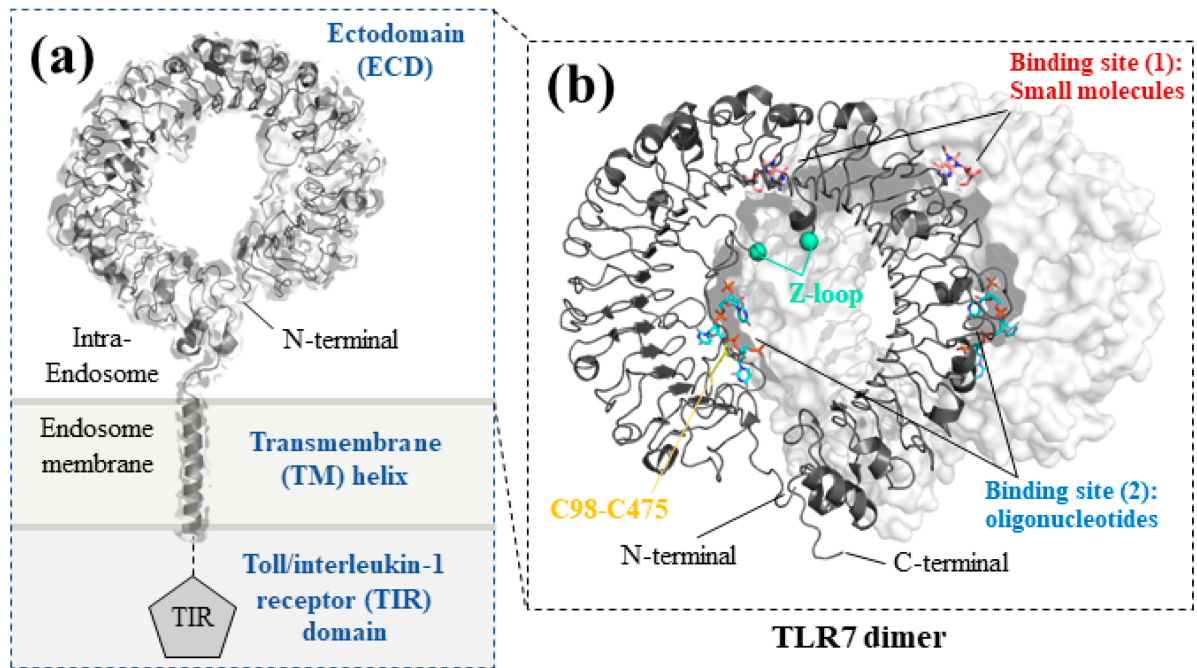 (a)
Ectodomain
(ECD)
Intra-
Endosome
N-terminal
Endosome
membrane
Transmembrane
(TM) helix
Toll/interleukin-1
receptor (TIR)
domain
TIR
(b)
Binding site (1):
Small molecules
Z-loop
C98-C475
N-terminal
C-terminal
Binding site (2):
oligonucleotides
TLR7 dimer